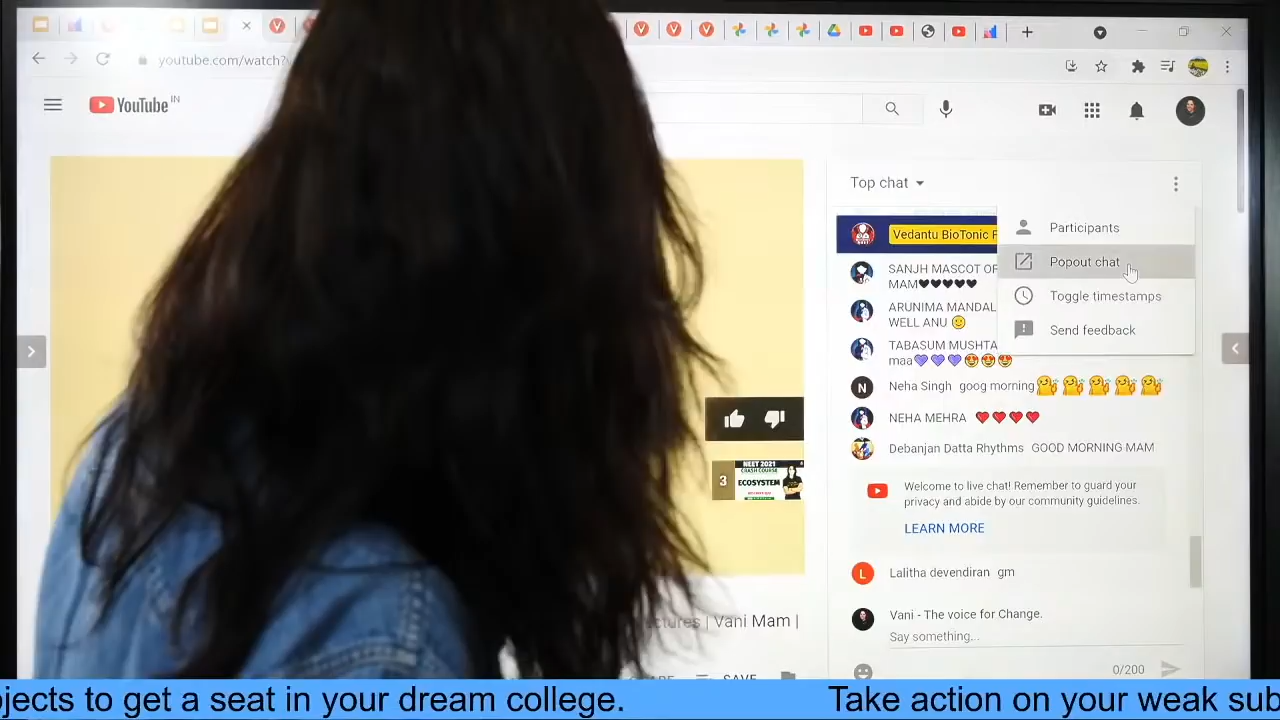 youtube.com/watch?
YouTube IN
Top chat
Participants
Popout chat
Toggle timestamps
Send feedback
Vedantu BioTonic
SANJH MASCOT OF
MAM🖤🖤🖤🖤🖤
ARUNIMA MANDAL
WELL ANU 🙂
TABASUM MUSHTA
maa💜💜💜😍😍😍
Neha Singh goog morning🤗🤗🤗🤗🤗
NEHA MEHRA ❤️❤️❤️❤️
Debanjan Datta Rhythms GOOD MORNING MAM
Welcome to live chat! Remember to guard your
privacy and abide by our community guidelines.
LEARN MORE
Lalitha devendiran gm
Vani - The voice for Change.
Say something...
0/200
3
NEET 2021
CRASH COURSE
ECOSYSTEM
ctures | Vani Mam |
SAVE
ojects to get a seat in your dream college. Take action on your weak sub